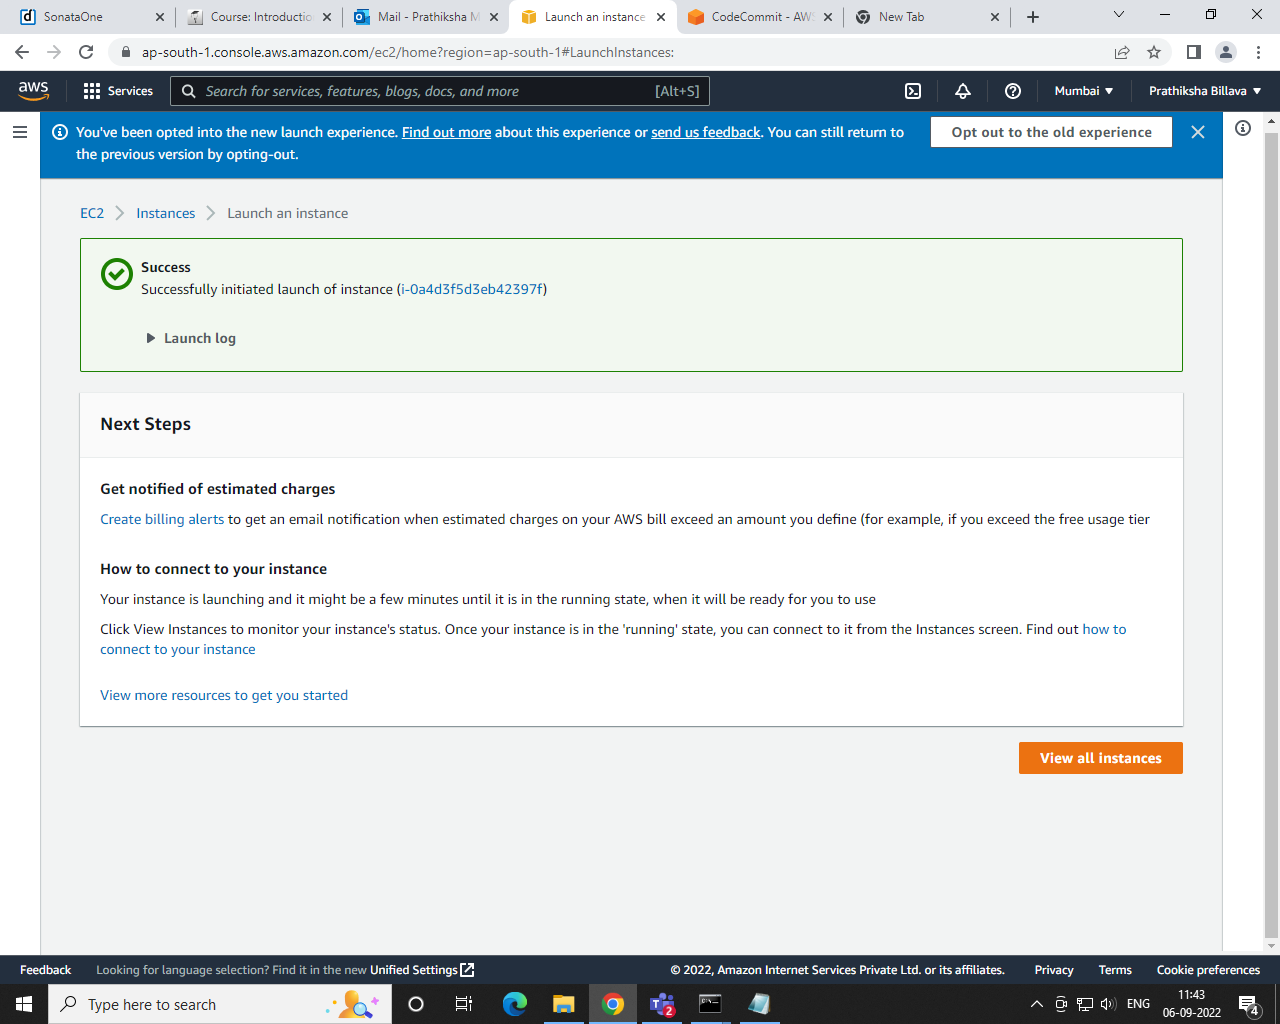 SonataOne
Course: Introductio
Mail - Prathiksha M
Launch an instance
CodeCommit - AWS
New Tab
ap-south-1.console.aws.amazon.com/ec2/home?region=ap-south-1#LaunchInstances:
aws
Services
Search for services, features, blogs, docs, and more
[Alt+S]
Mumbai
Prathiksha Billava
You've been opted into the new launch experience. Find out more about this experience or send us feedback. You can still return to
the previous version by opting-out.
Opt out to the old experience
EC2
Instances
Launch an instance
Success
Successfully initiated launch of instance (i-0a4d3f5d3eb42397f)
Launch log
Next Steps
Get notified of estimated charges
Create billing alerts to get an email notification when estimated charges on your AWS bill exceed an amount you define (for example, if you exceed the free usage tier
How to connect to your instance
Your instance is launching and it might be a few minutes until it is in the running state, when it will be ready for you to use
Click View Instances to monitor your instance's status. Once your instance is in the 'running' state, you can connect to it from the Instances screen. Find out how to
connect to your instance
View more resources to get you started
View all instances
Feedback
Looking for language selection? Find it in the new Unified Settings
© 2022, Amazon Internet Services Private Ltd. or its affiliates.
Privacy
Terms
Cookie preferences
Type here to search
2
ENG
11:43
06-09-2022
4